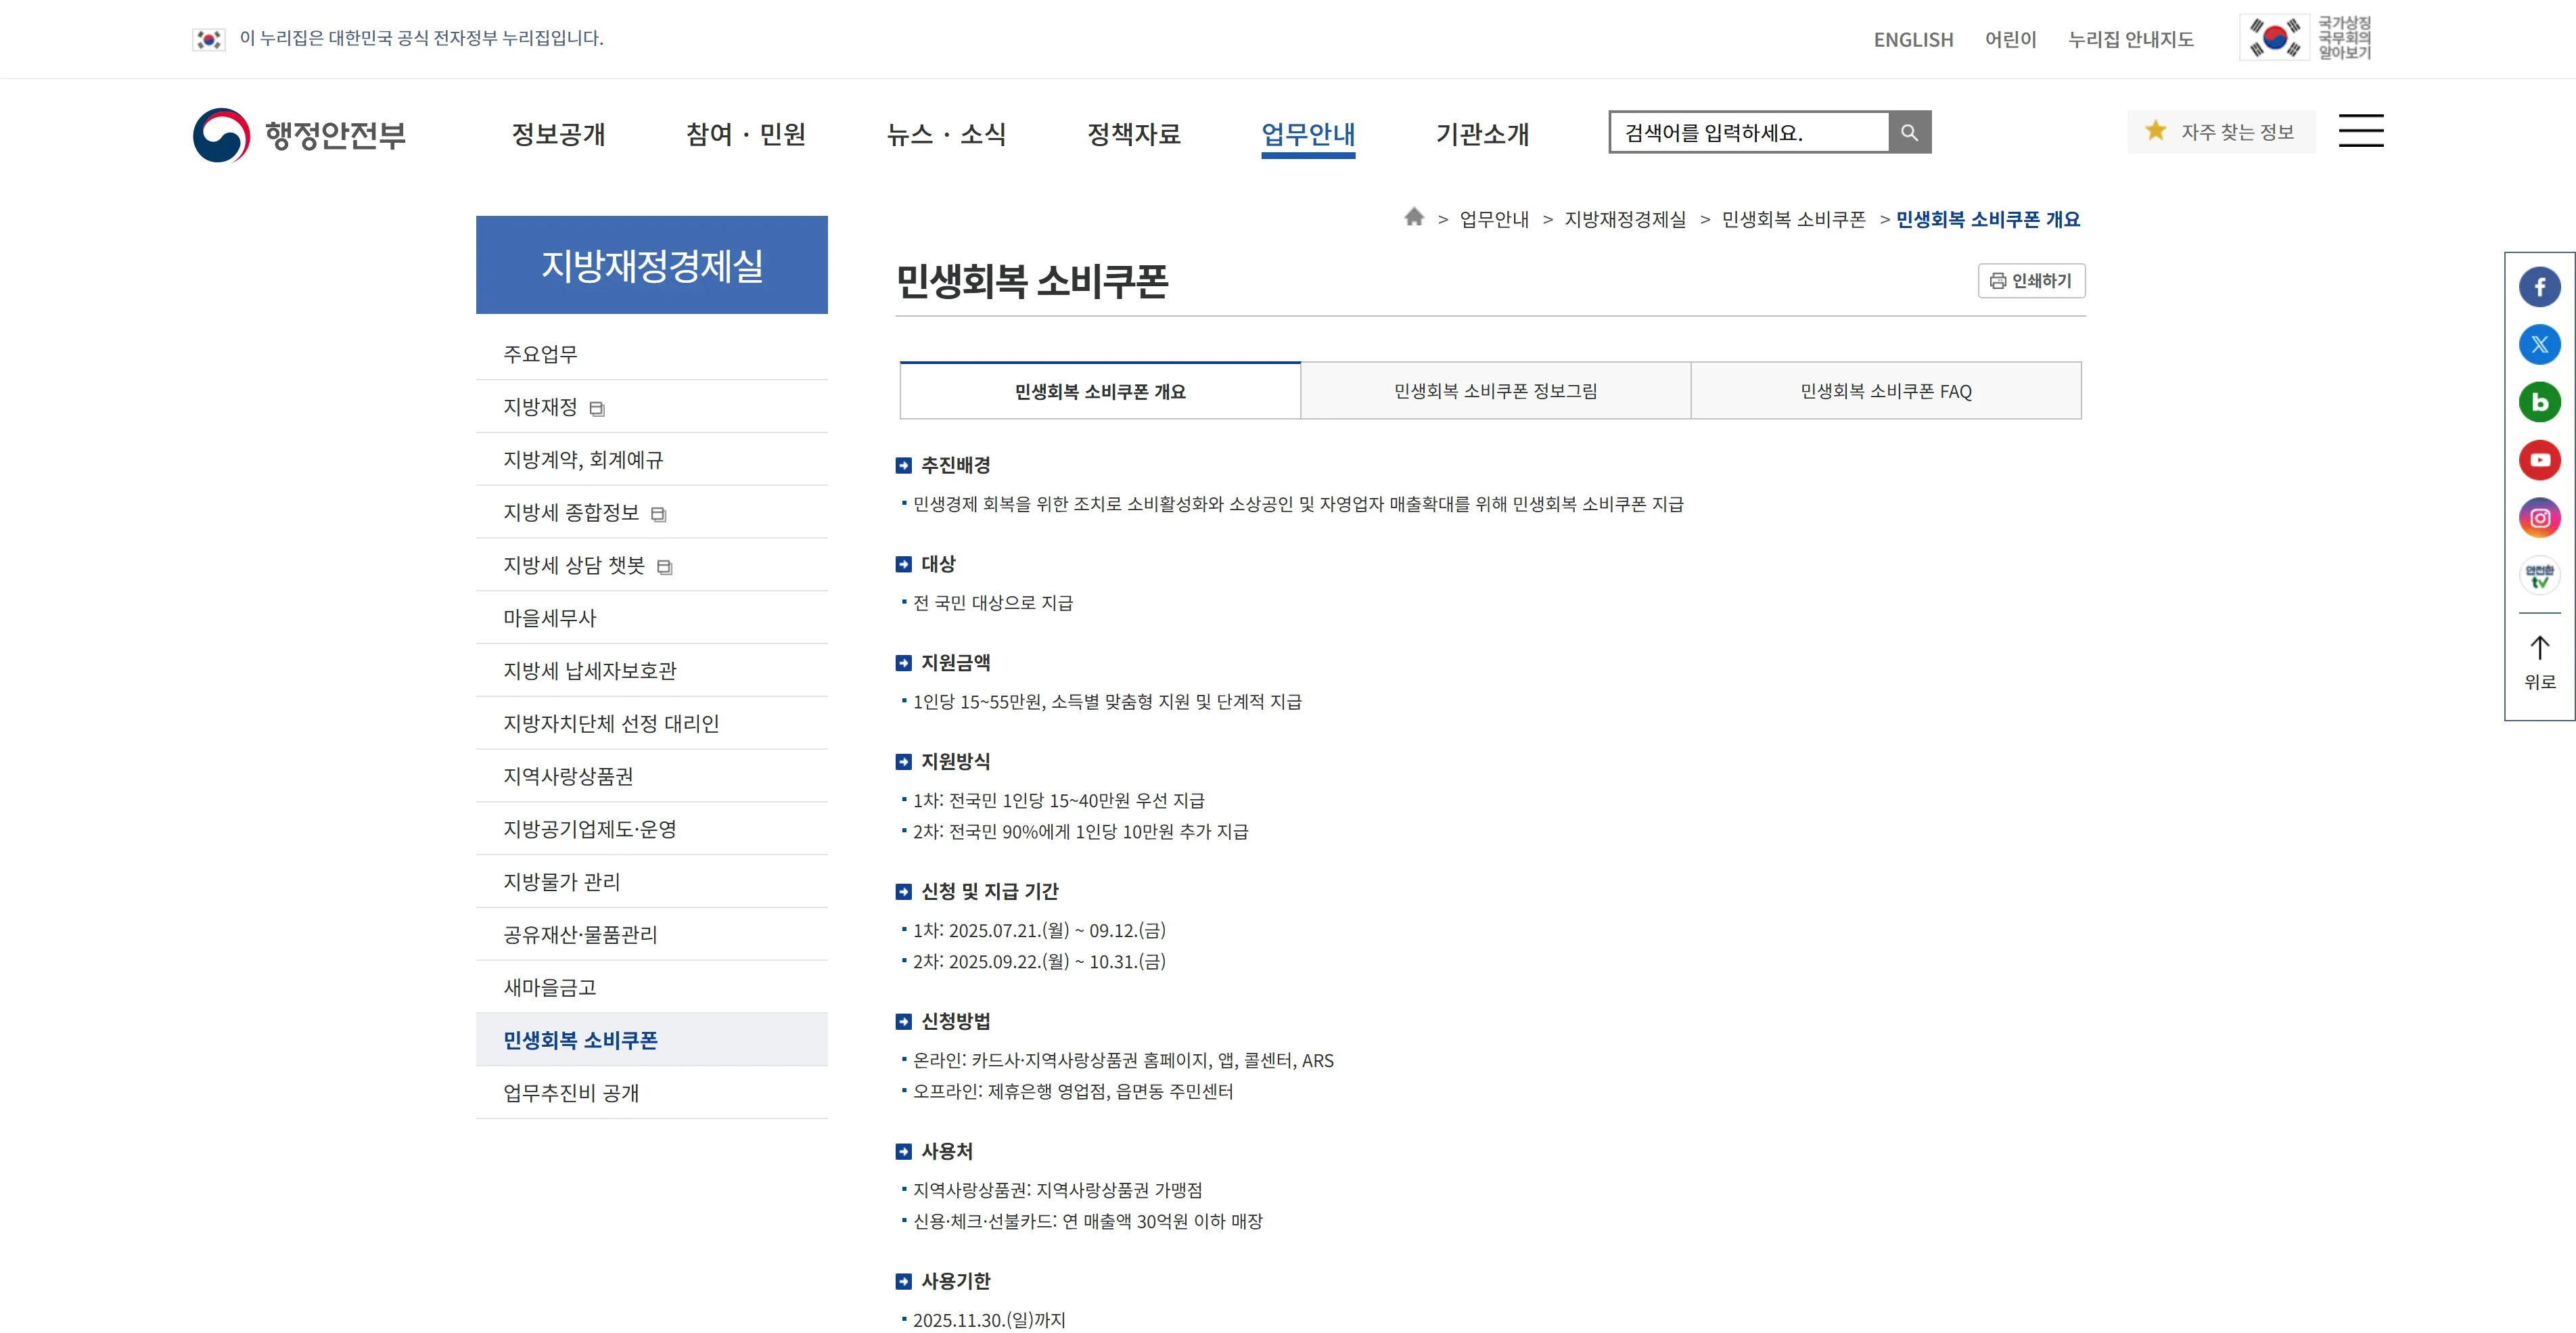 이 누리집은 대한민국 공식 전자정부 누리집입니다.
ENGLISH 어린이 누리집 안내지도
국가상징
국무회의
알아보기
행정안전부
정보공개 참여 · 민원 뉴스 · 소식 정책자료 업무안내 기관소개
검색어를 입력하세요.
자주 찾는 정보
> 업무안내 > 지방재정경제실 > 민생회복 소비쿠폰 > 민생회복 소비쿠폰 개요
지방재정경제실
주요업무
지방재정
지방계약, 회계예규
지방세 종합정보
지방세 상담 챗봇
마을세무사
지방세 납세자보호관
지방자치단체 선정 대리인
지역사랑상품권
지방공기업제도·운영
지방물가 관리
공유재산·물품관리
새마을금고
민생회복 소비쿠폰
업무추진비 공개
민생회복 소비쿠폰
인쇄하기
민생회복 소비쿠폰 개요 민생회복 소비쿠폰 정보그림 민생회복 소비쿠폰 FAQ
추진배경
민생경제 회복을 위한 조치로 소비활성화와 소상공인 및 자영업자 매출확대를 위해 민생회복 소비쿠폰 지급
대상
전 국민 대상으로 지급
지원금액
1인당 15~55만원, 소득별 맞춤형 지원 및 단계적 지급
지원방식
1차: 전국민 1인당 15~40만원 우선 지급
2차: 전국민 90%에게 1인당 10만원 추가 지급
신청 및 지급 기간
1차: 2025.07.21.(월) ~ 09.12.(금)
2차: 2025.09.22.(월) ~ 10.31.(금)
신청방법
온라인: 카드사·지역사랑상품권 홈페이지, 앱, 콜센터, ARS
오프라인: 제휴은행 영업점, 읍면동 주민센터
사용처
지역사랑상품권: 지역사랑상품권 가맹점
신용·체크·선불카드: 연 매출액 30억원 이하 매장
사용기한
2025.11.30.(일)까지
안전한
tv
위로